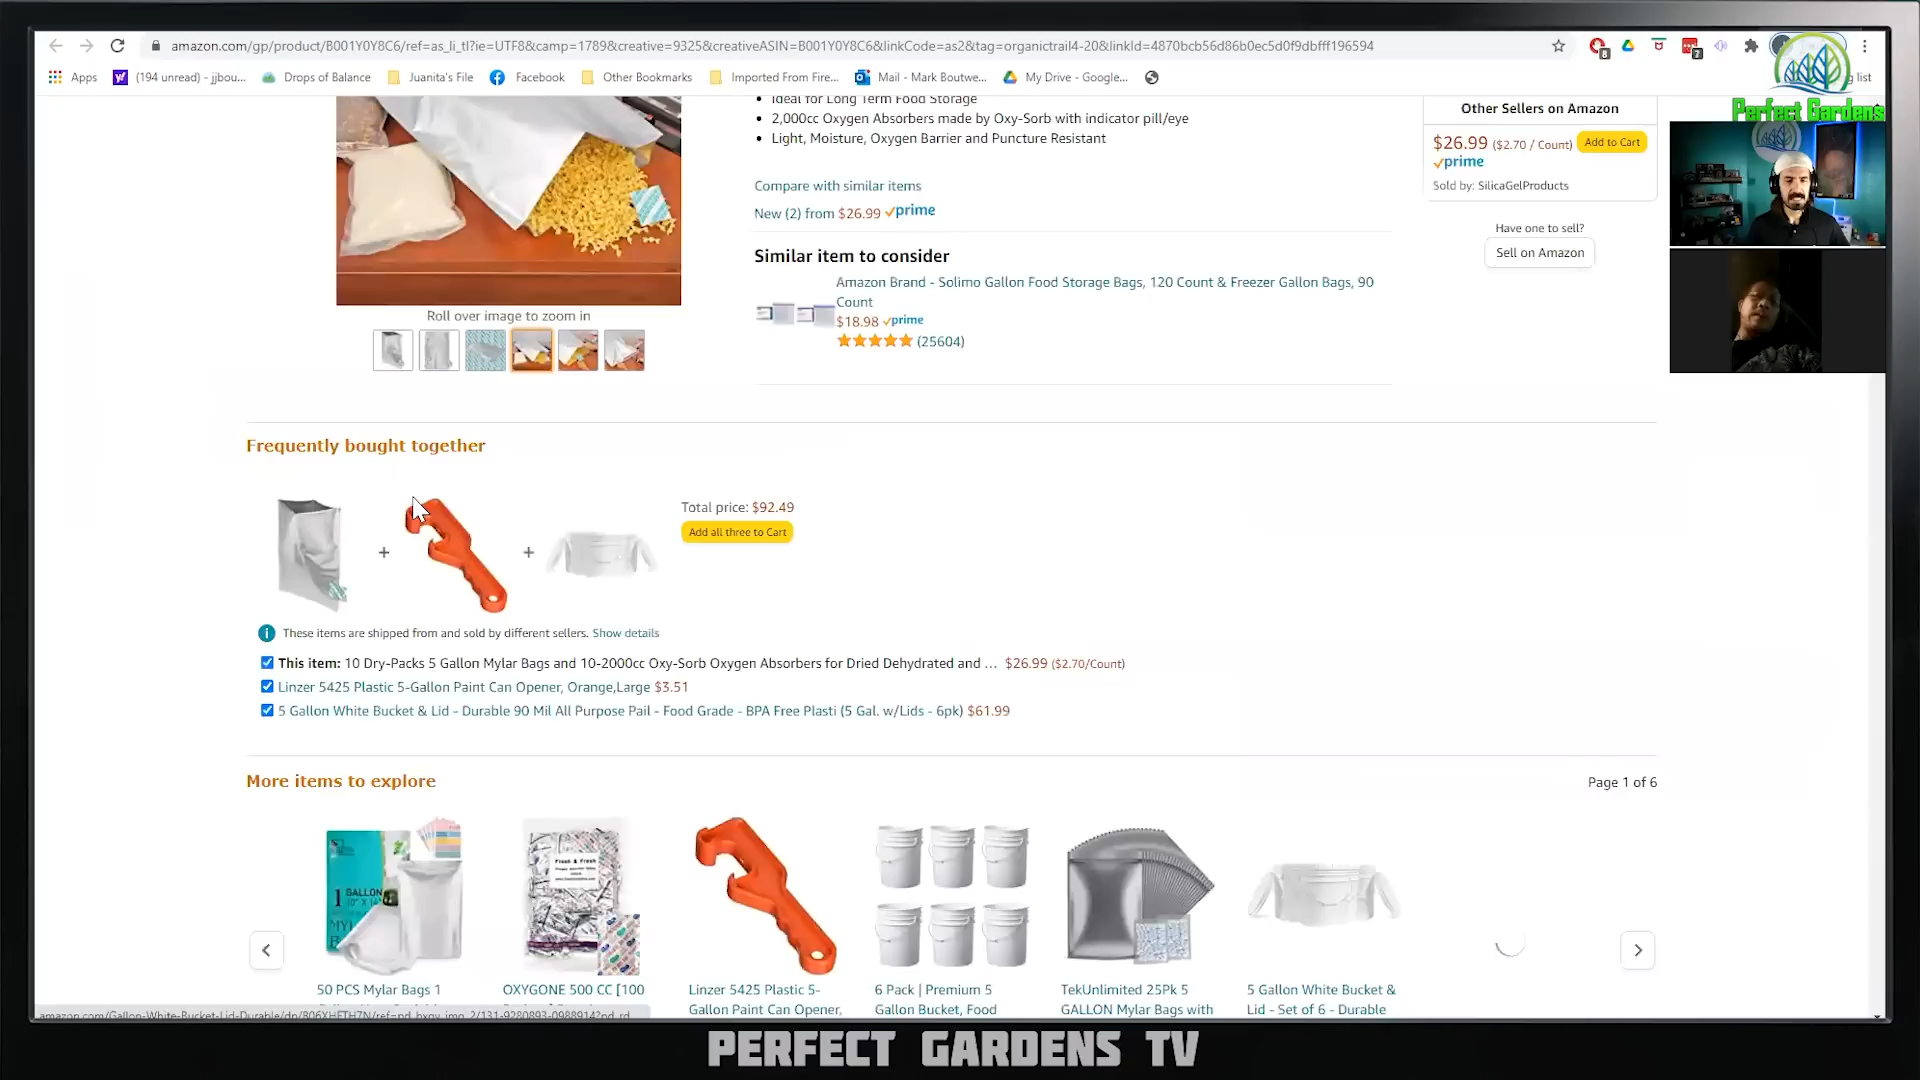 amazon.com/gp/product/B001Y0Y8C6/ref=as_li_tl?ie=UTF8&camp=1789&creative=9325&creativeASIN=B001Y0Y8C6&linkCode=as2&tag=organictrail4-20&linkId=4870bcb56d86b0ec5d0f9dbfff196594
Apps
(194 unread) - jjbou...
Drops of Balance
Juanita's File
Facebook
Other Bookmarks
Imported From Fire...
Mail - Mark Boutwe...
My Drive - Google...
g list
Perfect Gardens
• Ideal for Long Term Food Storage
• 2,000cc Oxygen Absorbers made by Oxy-Sorb with indicator pill/eye
• Light, Moisture, Oxygen Barrier and Puncture Resistant
Compare with similar items
New (2) from $26.99 prime
Similar item to consider
Amazon Brand - Solimo Gallon Food Storage Bags, 120 Count & Freezer Gallon Bags, 90
Count
$18.98 prime
(25604)
Roll over image to zoom in
Other Sellers on Amazon
$26.99 ($2.70 / Count) Add to Cart
prime
Sold by: SilicaGelProducts
Have one to sell?
Sell on Amazon
Frequently bought together
+
+
Total price: $92.49
Add all three to Cart
These items are shipped from and sold by different sellers. Show details
This item: 10 Dry-Packs 5 Gallon Mylar Bags and 10-2000cc Oxy-Sorb Oxygen Absorbers for Dried Dehydrated and ... $26.99 ($2.70/Count)
Linzer 5425 Plastic 5-Gallon Paint Can Opener, Orange,Large $3.51
5 Gallon White Bucket & Lid - Durable 90 Mil All Purpose Pail - Food Grade - BPA Free Plasti (5 Gal. w/Lids - 6pk) $61.99
More items to explore
Page 1 of 6
1 GALLON
50 PCS Mylar Bags 1
OXYGONE 500 CC [100
Linzer 5425 Plastic 5-
Gallon Paint Can Opener,
6 Pack | Premium 5
Gallon Bucket, Food
TekUnlimited 25Pk 5
GALLON Mylar Bags with
5 Gallon White Bucket &
Lid - Set of 6 - Durable
PERFECT GARDENS TV